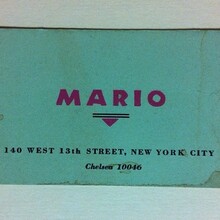 MARIO
140 WEST 13th STREET, NEW YORK CITY
Chelsea 10046